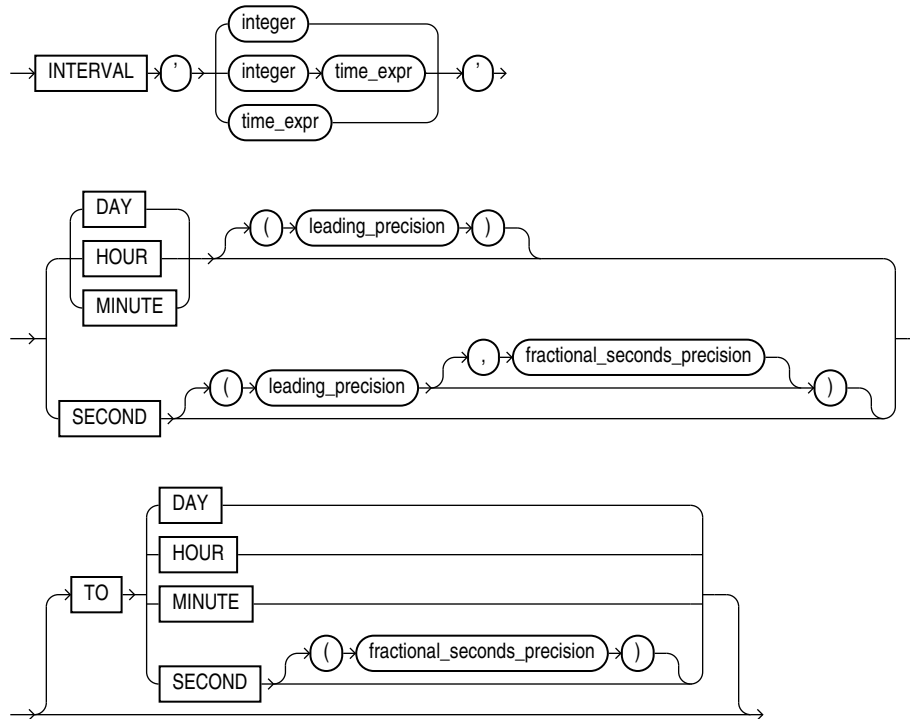 integer
INTERVAL ' integer time_expr '
time_expr
DAY
( leading_precision )
HOUR
MINUTE
, fractional_seconds_precision
( leading_precision )
SECOND
DAY
HOUR
TO
MINUTE
( fractional_seconds_precision )
SECOND